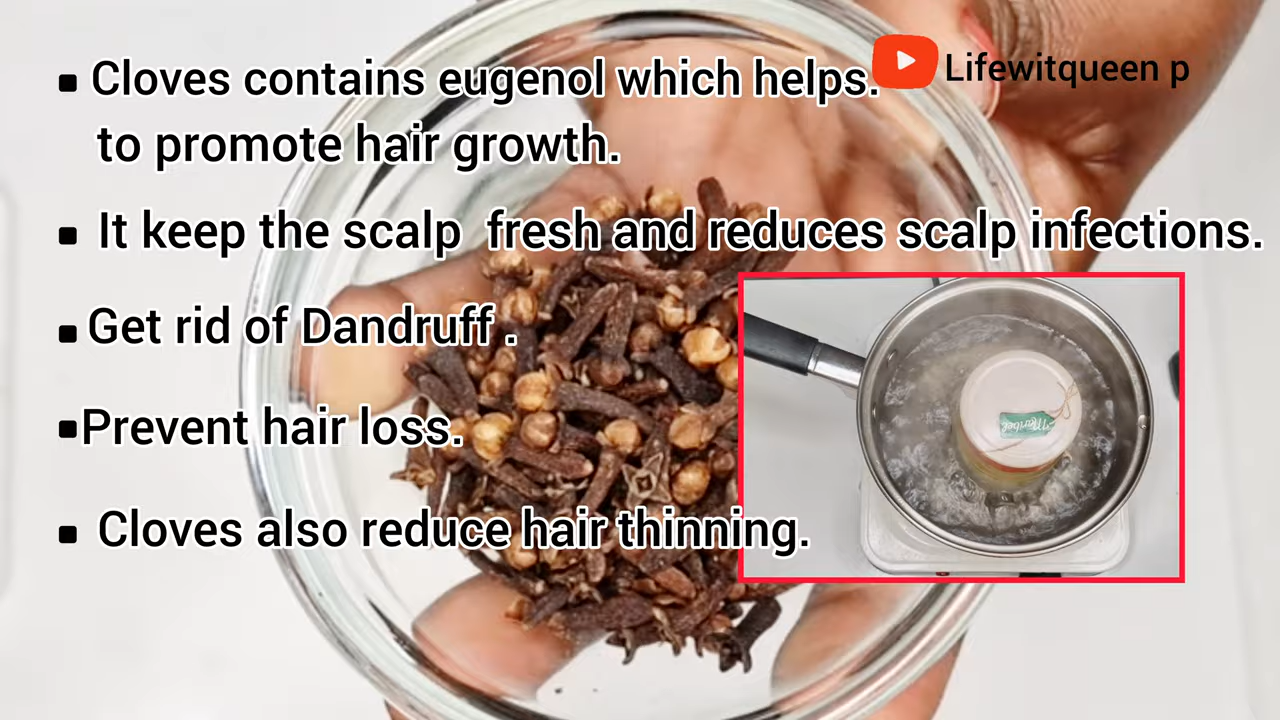 Lifewitqueen p
▪ Cloves contains eugenol which helps.
to promote hair growth.
▪ It keep the scalp fresh and reduces scalp infections.
▪ Get rid of Dandruff .
▪Prevent hair loss.
▪ Cloves also reduce hair thinning.